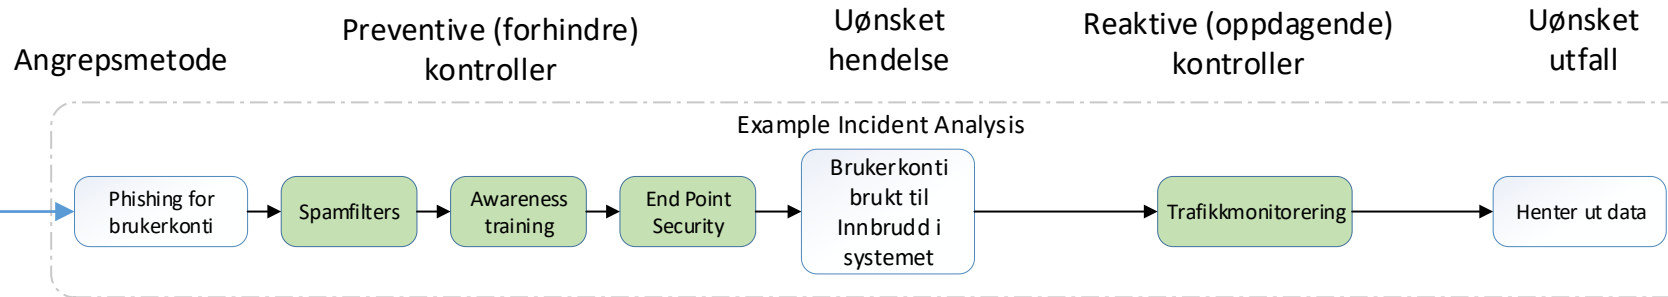 Angrepsmetode
Preventive (forhindre)
kontroller
Uønsket
hendelse
Reaktive (oppdagende)
kontroller
Uønsket
utfall
Example Incident Analysis
Phishing for
brukerkonti
Spamfilters
Awareness
training
End Point
Security
Brukerkonti
brukt til
Innbrudd i
systemet
Trafikkmonitorering
Henter ut data